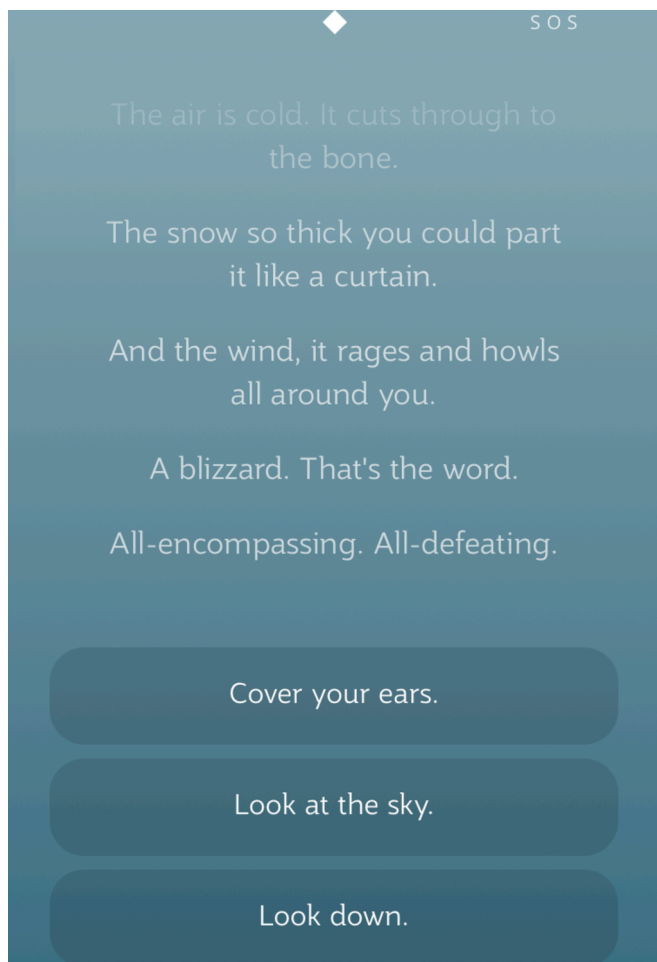 SOS
The air is cold. It cuts through to
the bone.
The snow so thick you could part
it like a curtain.
And the wind, it rages and howls
all around you.
A blizzard. That's the word.
All-encompassing. All-defeating.
Cover your ears.
Look at the sky.
Look down.